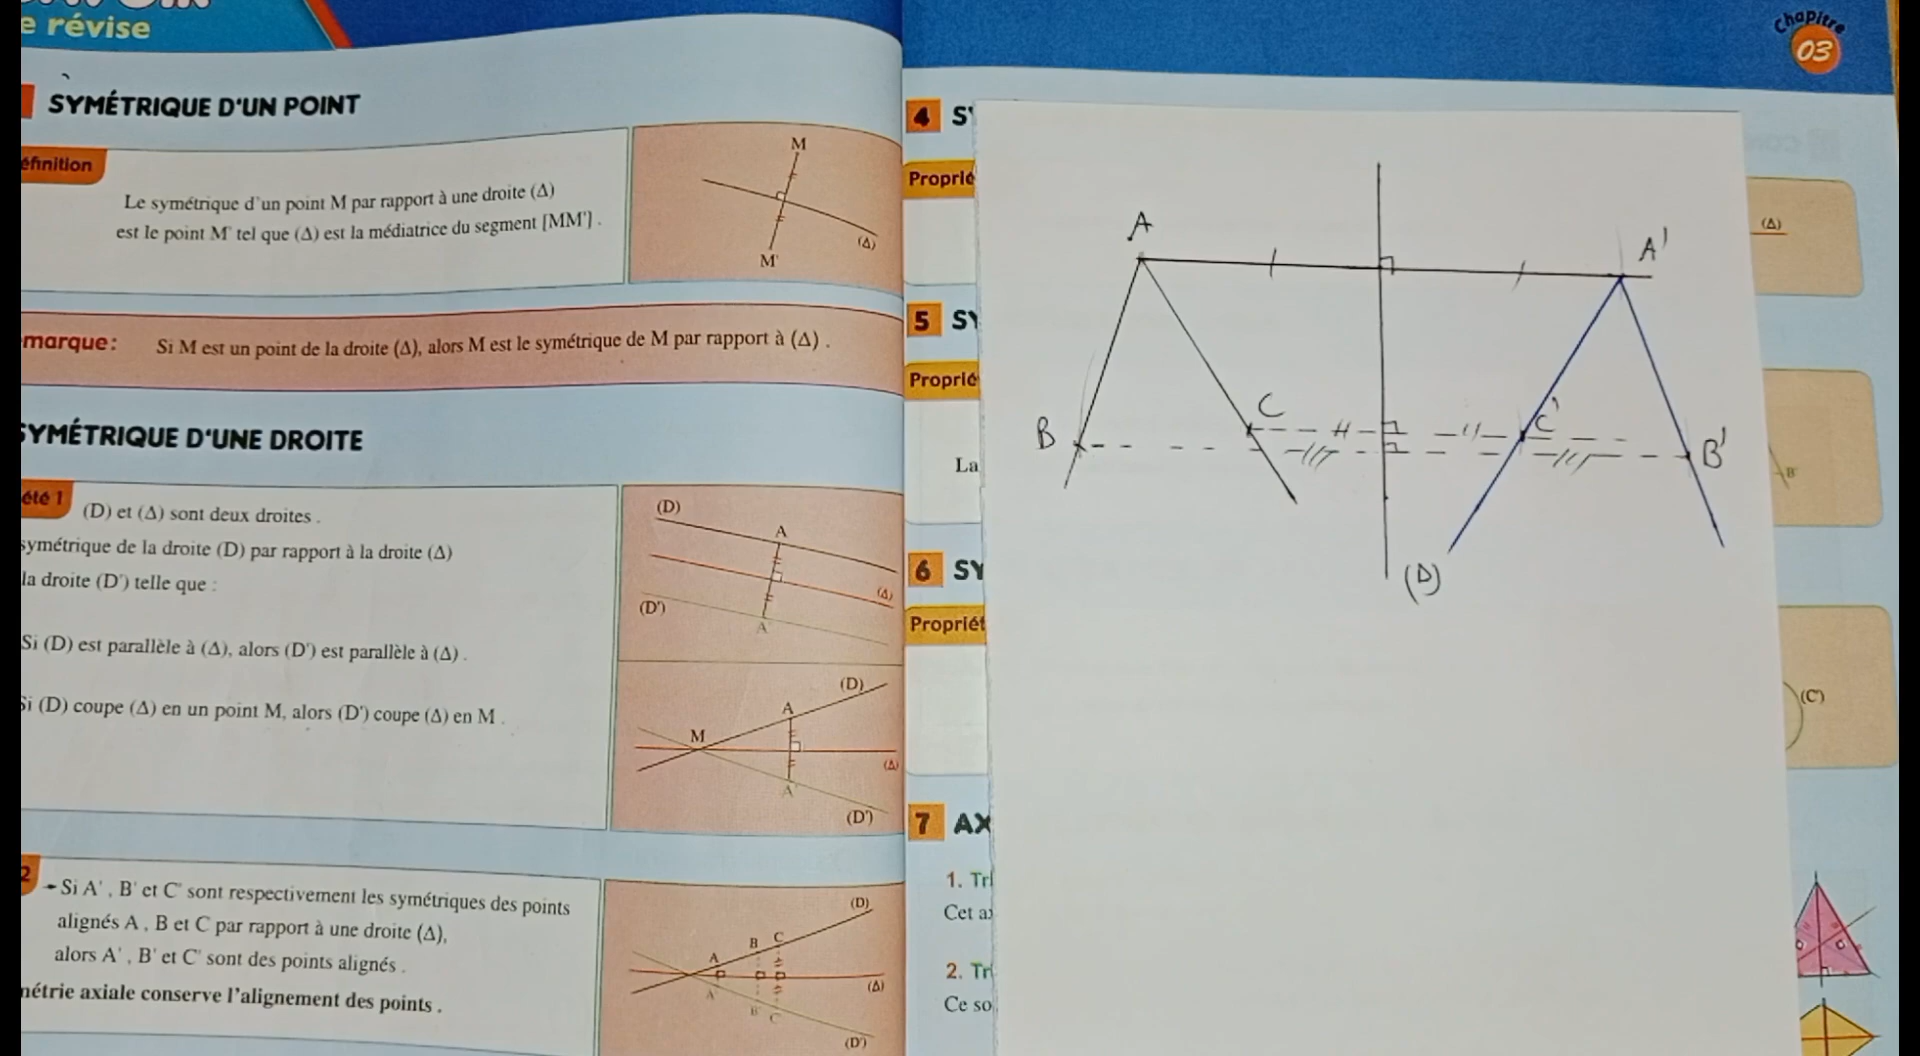 e révise
SYMÉTRIQUE D'UN POINT
éfinition
Le symétrique d'un point M par rapport à une droite (Δ)
est le point M' tel que (Δ) est la médiatrice du segment [MM'] .
M
(Δ)
M'
marque : Si M est un point de la droite (Δ), alors M est le symétrique de M par rapport à (Δ) .
SYMÉTRIQUE D'UNE DROITE
été 1
(D) et (Δ) sont deux droites .
symétrique de la droite (D) par rapport à la droite (Δ)
la droite (D') telle que :
Si (D) est parallèle à (Δ), alors (D') est parallèle à (Δ) .
Si (D) coupe (Δ) en un point M, alors (D') coupe (Δ) en M .
(D)
A
(Δ)
(D')
A'
(D)
A
M
(Δ)
A'
(D')
2
Si A' , B' et C' sont respectivement les symétriques des points
alignés A , B et C par rapport à une droite (Δ),
alors A' , B' et C' sont des points alignés .
métrie axiale conserve l'alignement des points .
(D)
A B C
(Δ)
A' B' C'
(D')
Chapitre
03
4 S
Proprié
5 SY
Proprié
La
6 SY
Propriét
7 AX
1. Tri
Cet ax
2. Tri
Ce so
A A'
B C C' B'
(D)
(Δ)
B'
(C')